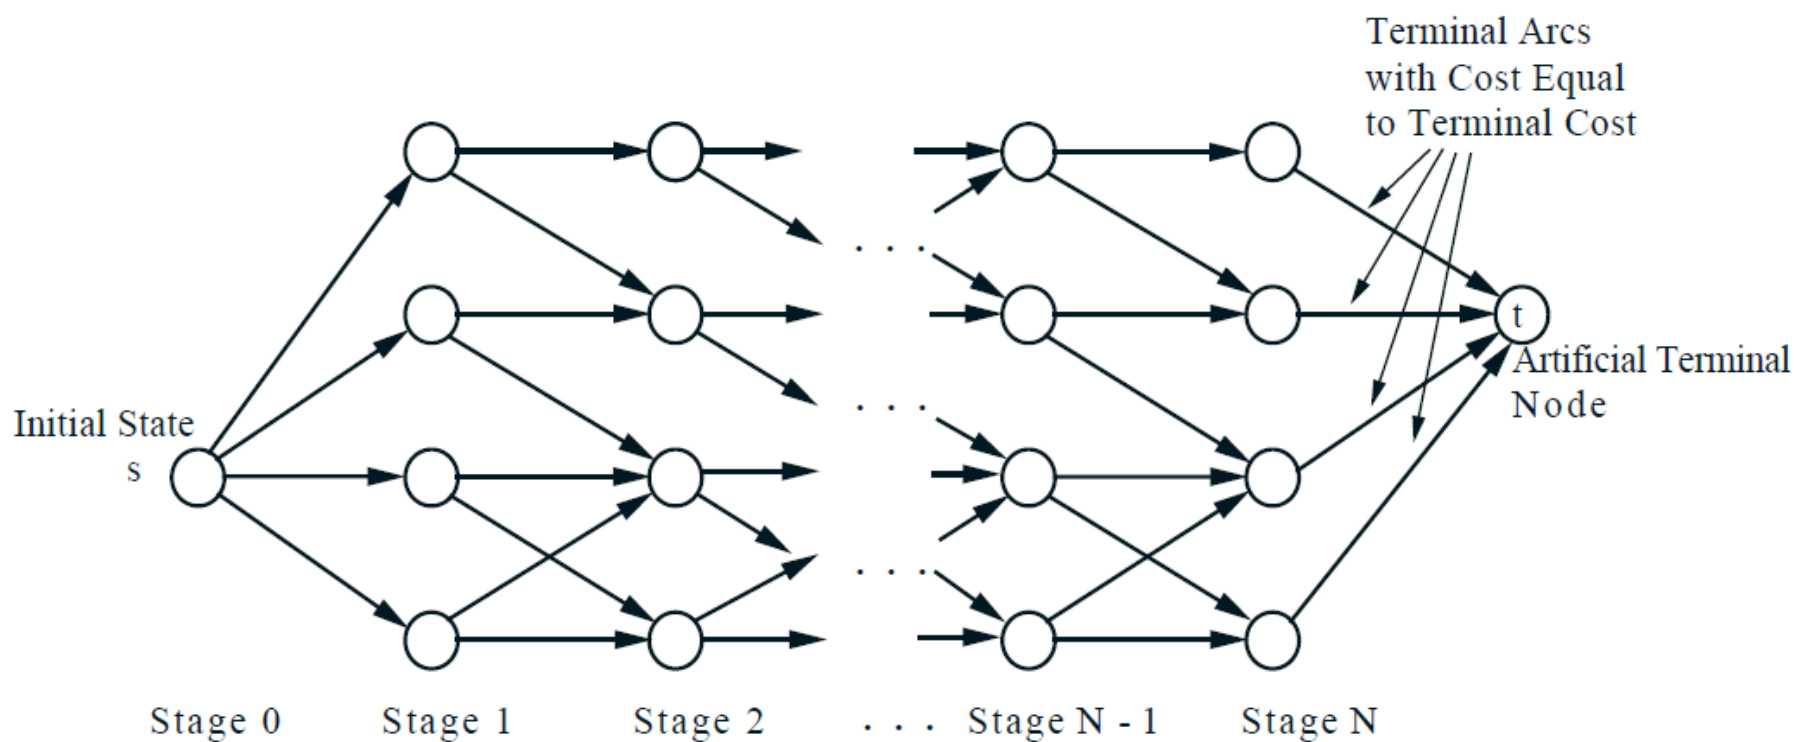 Terminal Arcs
with Cost Equal
to Terminal Cost
. . .
t
Artificial Terminal
Node
. . .
Initial State
s
. . .
Stage 0 Stage 1 Stage 2 . . . Stage N - 1 Stage N